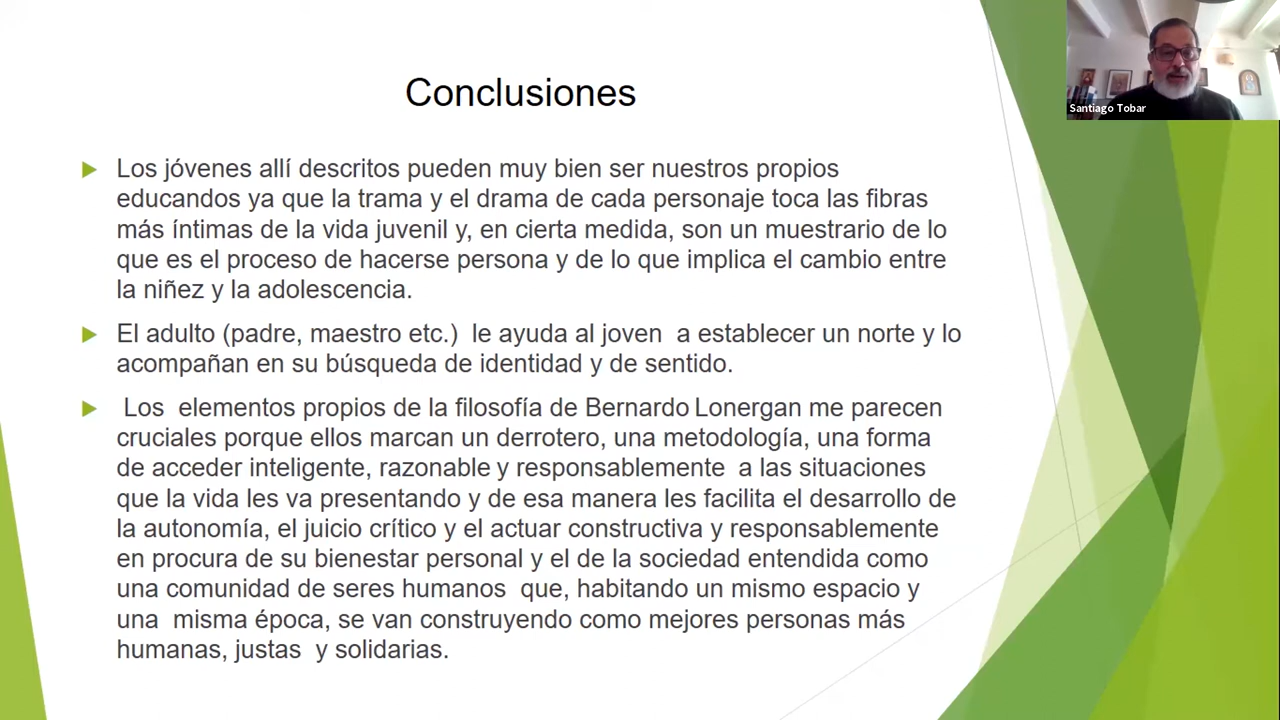 Conclusiones
Santiago Tobar
Los jóvenes allí descritos pueden muy bien ser nuestros propios
educandos ya que la trama y el drama de cada personaje toca las fibras
más íntimas de la vida juvenil y, en cierta medida, son un muestrario de lo
que es el proceso de hacerse persona y de lo que implica el cambio entre
la niñez y la adolescencia.
El adulto (padre, maestro etc.) le ayuda al joven a establecer un norte y lo
acompañan en su búsqueda de identidad y de sentido.
Los elementos propios de la filosofía de Bernardo Lonergan me parecen
cruciales porque ellos marcan un derrotero, una metodología, una forma
de acceder inteligente, razonable y responsablemente a las situaciones
que la vida les va presentando y de esa manera les facilita el desarrollo de
la autonomía, el juicio crítico y el actuar constructiva y responsablemente
en procura de su bienestar personal y el de la sociedad entendida como
una comunidad de seres humanos que, habitando un mismo espacio y
una misma época, se van construyendo como mejores personas más
humanas, justas y solidarias.